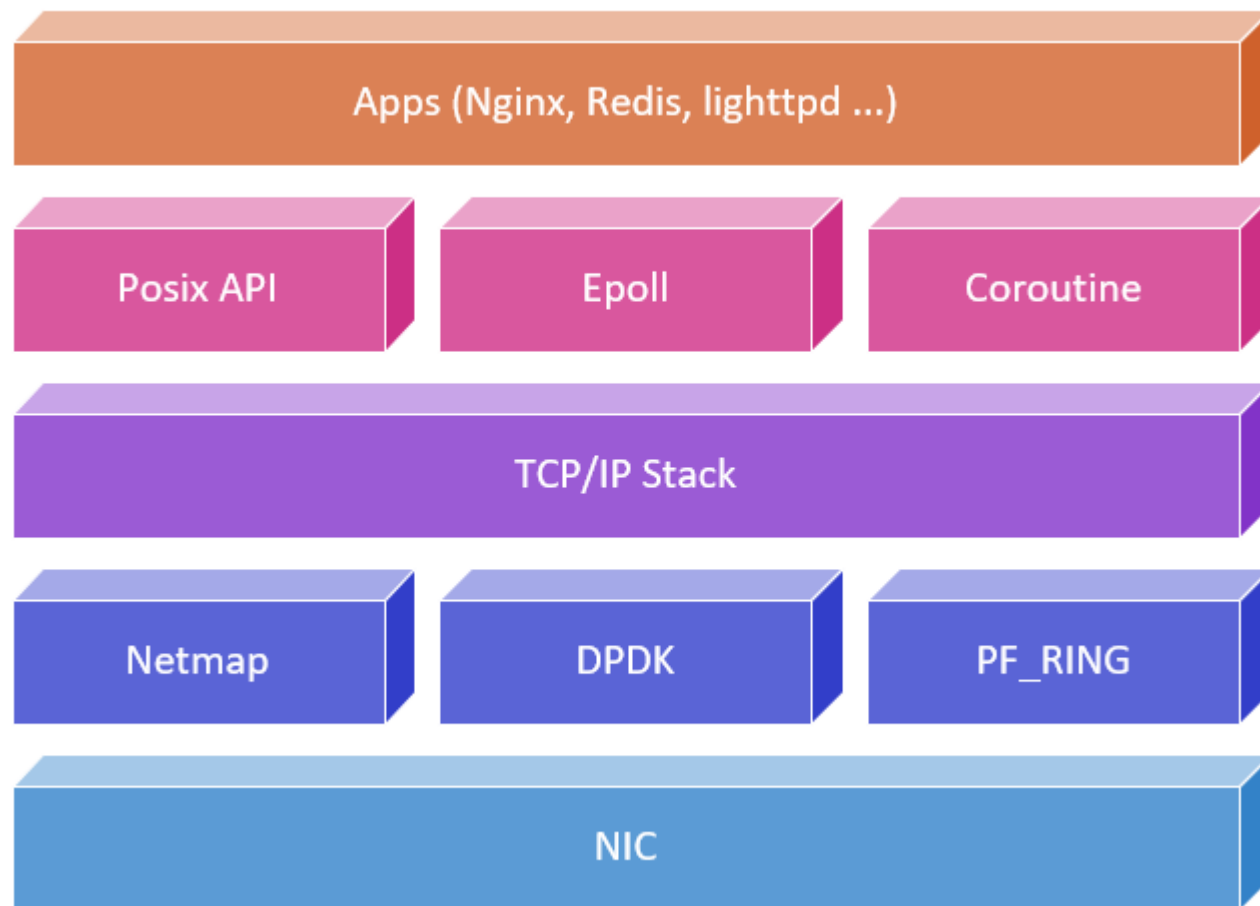 Apps (Nginx, Redis, lighttpd ...)
Posix API
Epoll
Coroutine
TCP/IP Stack
Netmap
DPDK
PF_RING
NIC